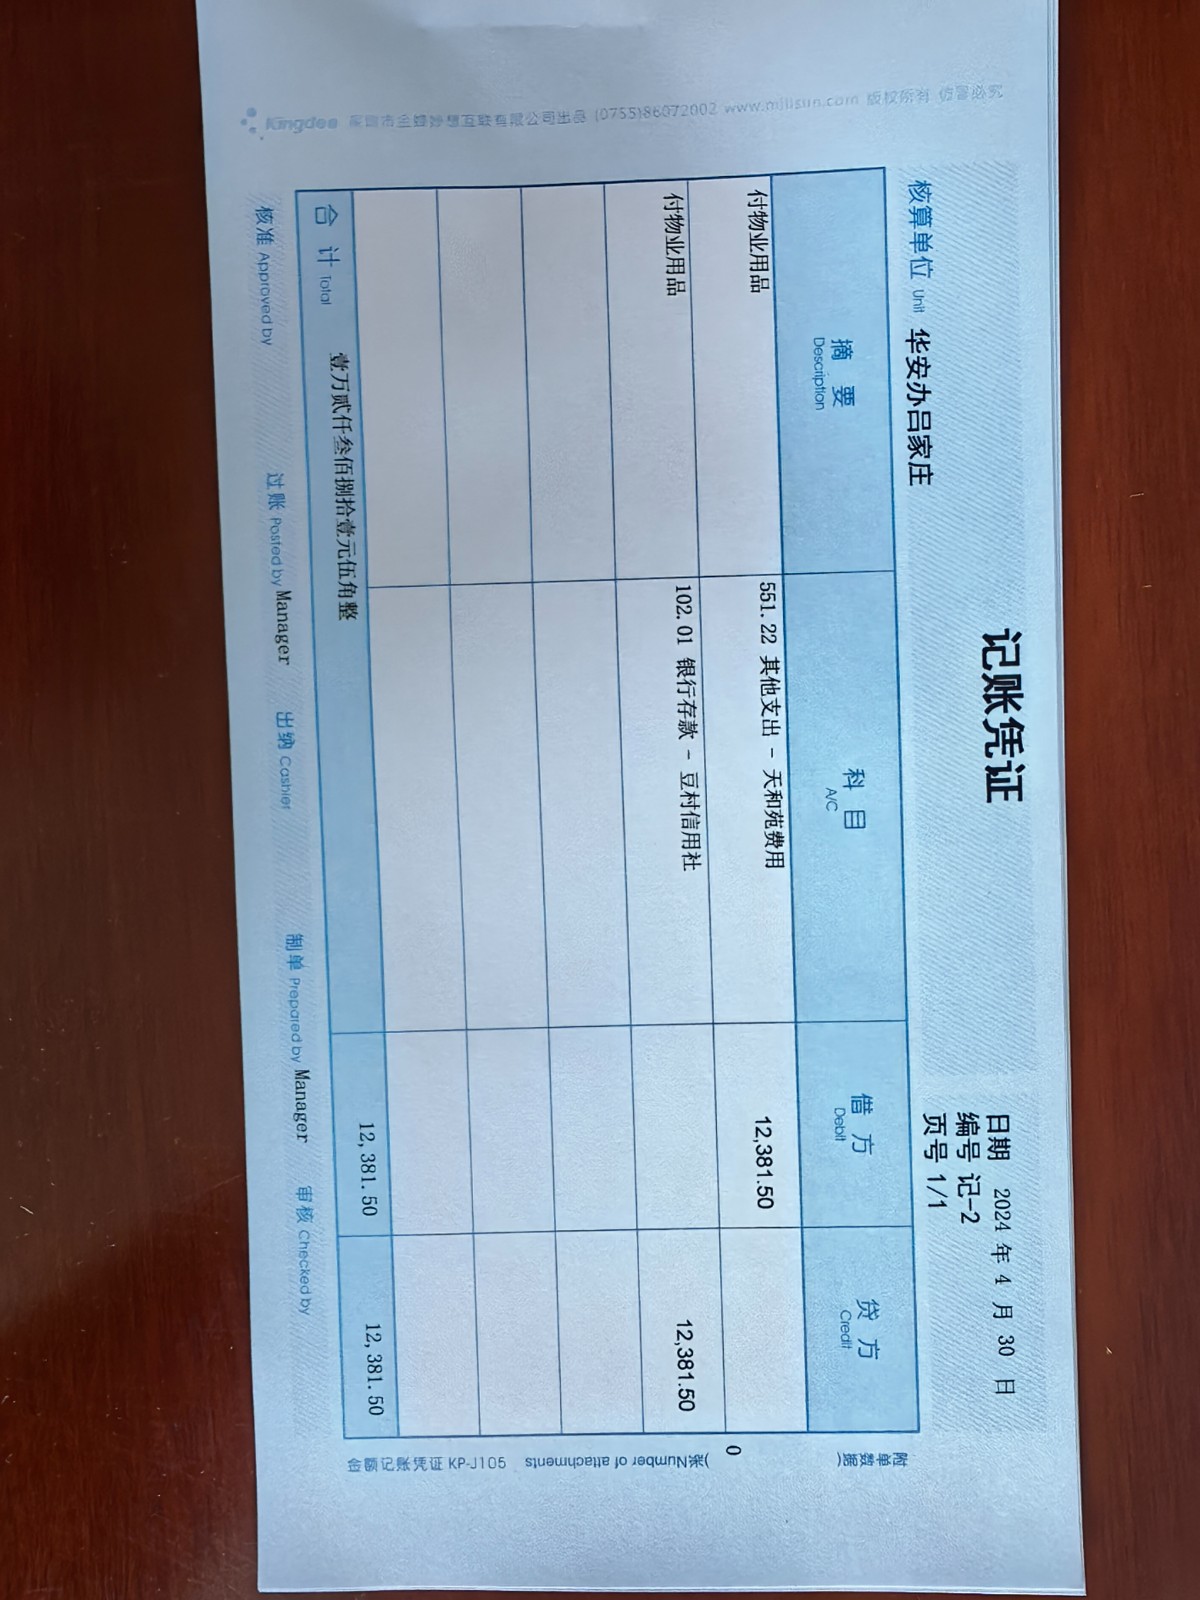 记账凭证
日期 2024 年 4 月 30 日
编号 记-2
页号 1/1
核算单位 Unit 华安办吕家庄
摘 要 Description 科 目 A/C 借 方 Debit 贷 方 Credit
付物业用品 551.22 其他支出 - 天和苑费用 12,381.50
付物业用品 102.01 银行存款 - 豆村信用社 12,381.50
合 计 Total 壹万贰仟叁佰捌拾壹元伍角整 12,381.50 12,381.50
核准 Approved by 过账 Posted by Manager 出纳 Cashier 制单 Prepared by Manager 审核 Checked by
附单数据(
0
张Number of attachments)
金额记账凭证 KP-J105
Kingdee 深圳市金蝶妙想互联有限公司出品 (0755)86072002 www.mjlisun.com 版权所有 仿冒必究